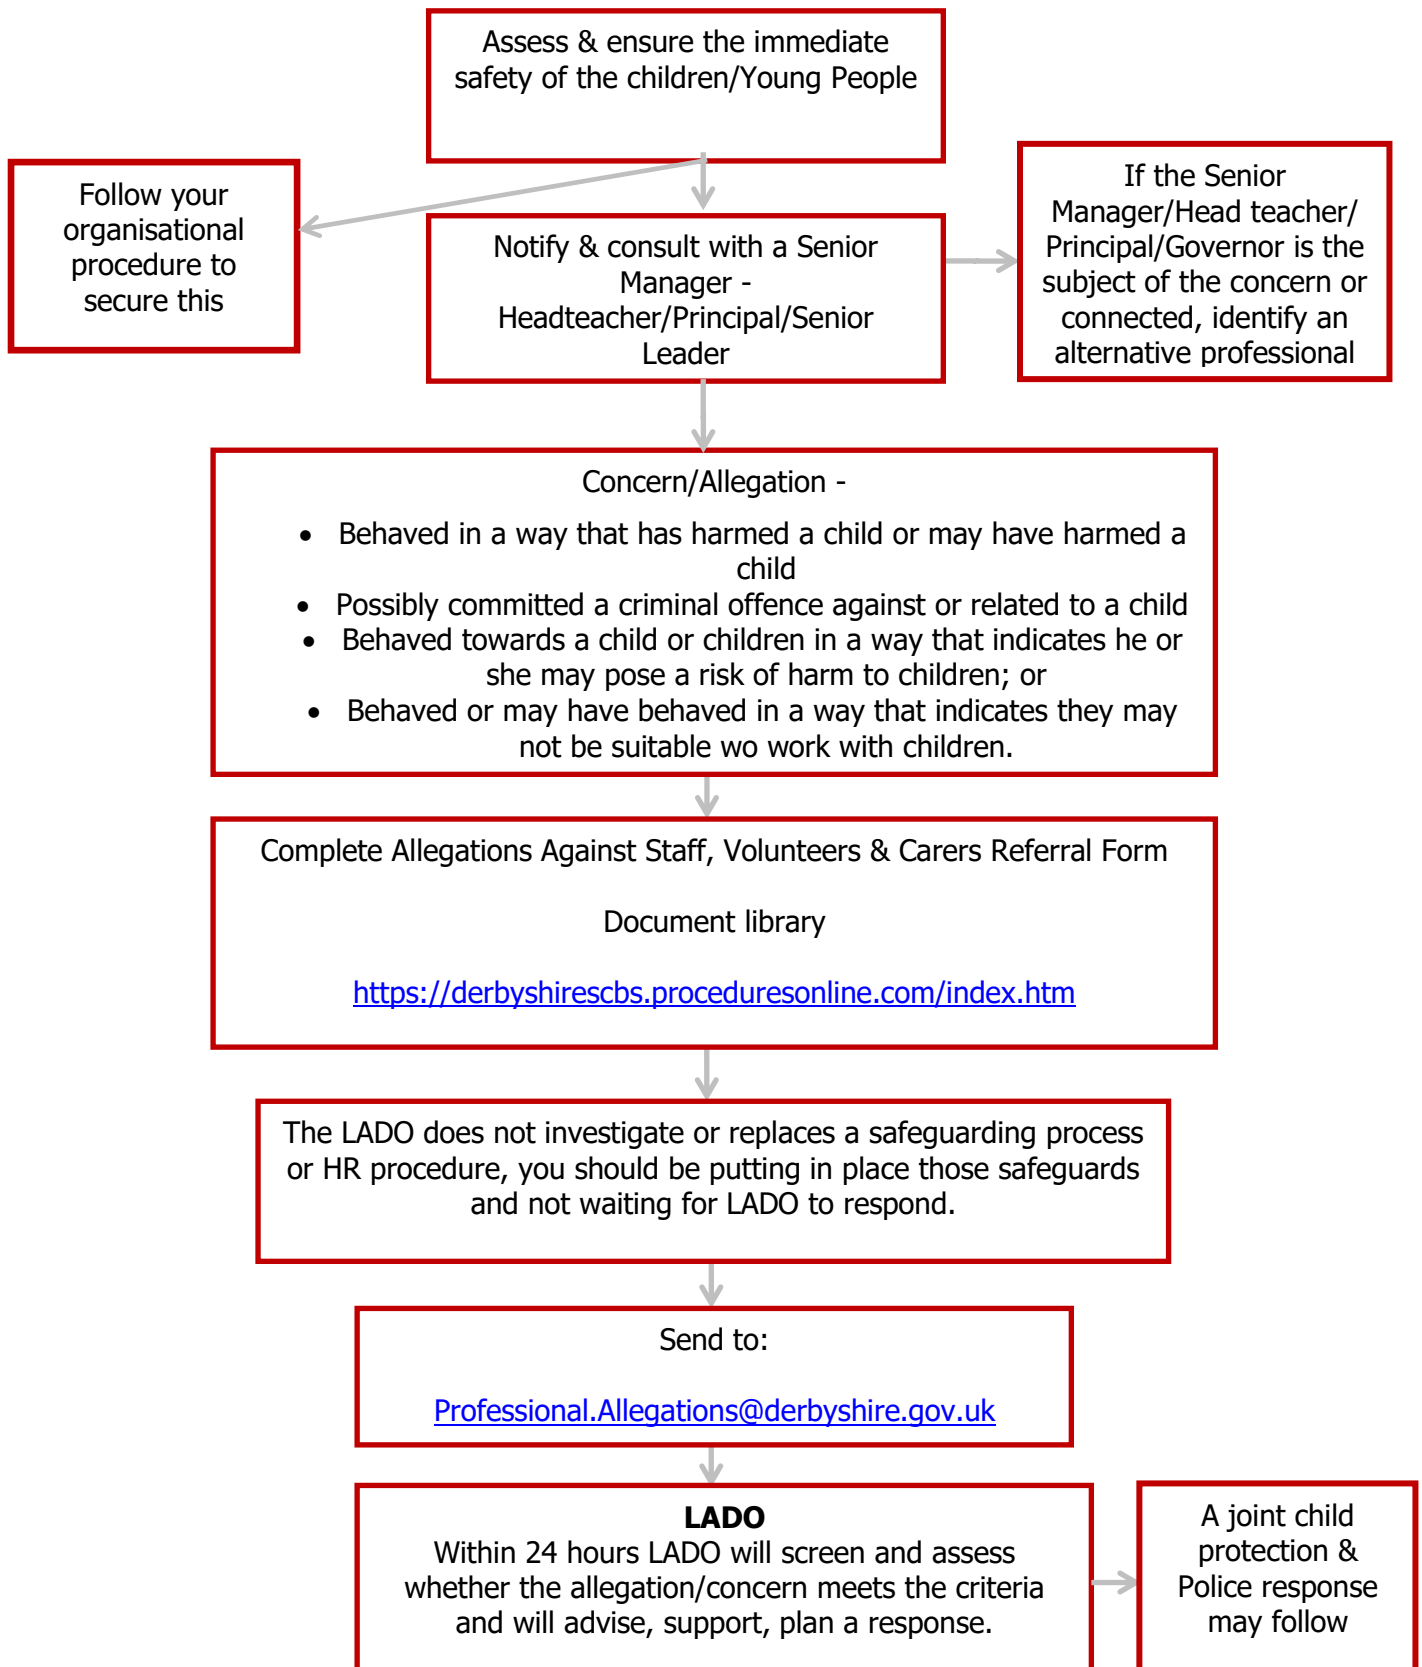 Assess & ensure the immediate
safety of the children/Young People
Follow your
organisational
procedure to
secure this
Notify & consult with a Senior
Manager -
Headteacher/Principal/Senior
Leader
If the Senior
Manager/Head teacher/
Principal/Governor is the
subject of the concern or
connected, identify an
alternative professional
Concern/Allegation -
• Behaved in a way that has harmed a child or may have harmed a
child
• Possibly committed a criminal offence against or related to a child
• Behaved towards a child or children in a way that indicates he or
she may pose a risk of harm to children; or
• Behaved or may have behaved in a way that indicates they may
not be suitable wo work with children.
Complete Allegations Against Staff, Volunteers & Carers Referral Form
Document library
https://derbyshirescbs.proceduresonline.com/index.htm
The LADO does not investigate or replaces a safeguarding process
or HR procedure, you should be putting in place those safeguards
and not waiting for LADO to respond.
Send to:
Professional.Allegations@derbyshire.gov.uk
LADO
Within 24 hours LADO will screen and assess
whether the allegation/concern meets the criteria
and will advise, support, plan a response.
A joint child
protection &
Police response
may follow